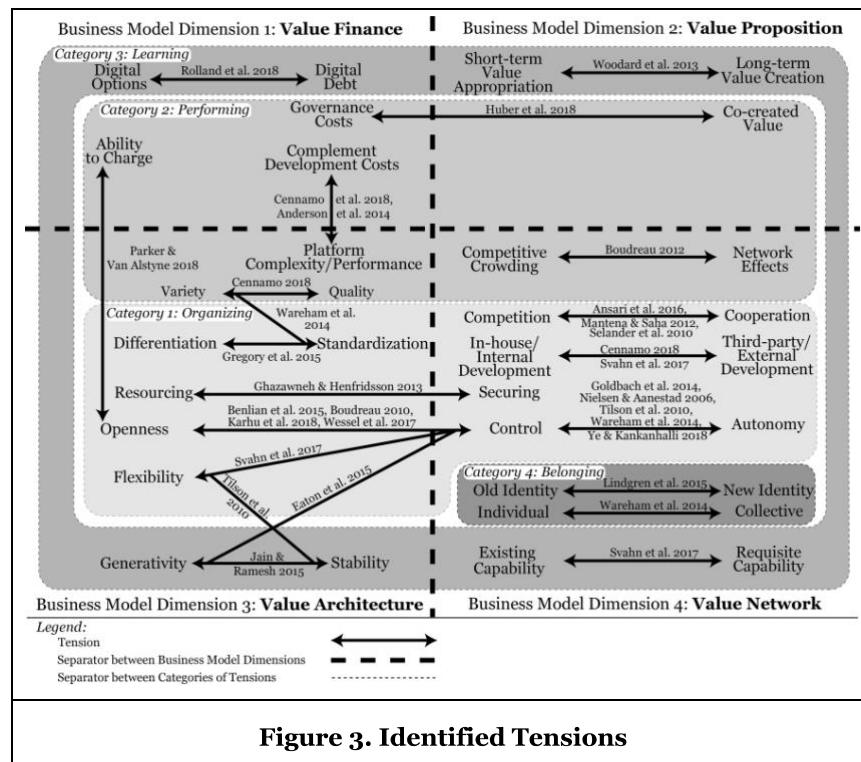 Business Model Dimension 1: Value Finance
Business Model Dimension 2: Value Proposition
Category 3: Learning
Digital Options
Rolland et al. 2018
Digital Debt
Short-term Value Appropriation
Woodard et al. 2013
Long-term Value Creation
Category 2: Performing
Governance Costs
Huber et al. 2018
Co-created Value
Ability to Charge
Complement Development Costs
Cennamo et al. 2018,
Anderson et al. 2014
Parker & Van Alstyne 2018
Platform Complexity/Performance
Competitive Crowding
Boudreau 2012
Network Effects
Variety
Cennamo 2018
Quality
Category 1: Organizing
Wareham et al. 2014
Competition
Ansari et al. 2016,
Mantena & Saha 2012,
Selander et al. 2010
Cooperation
Differentiation
Gregory et al. 2015
Standardization
In-house/ Internal Development
Cennamo 2018
Svahn et al. 2017
Third-party/ External Development
Resourcing
Ghazawneh & Henfridsson 2013
Securing
Openness
Benlian et al. 2015, Boudreau 2010,
Karhu et al. 2018, Wessel et al. 2017
Control
Goldbach et al. 2014,
Nielsen & Aanestad 2006,
Tilson et al. 2010,
Wareham et al. 2014,
Ye & Kankanhalli 2018
Autonomy
Flexibility
Svahn et al. 2017
Tilson et al. 2010
Eaton et al. 2015
Category 4: Belonging
Old Identity
Lindgren et al. 2015
New Identity
Individual
Wareham et al. 2014
Collective
Generativity
Jain & Ramesh 2015
Stability
Existing Capability
Svahn et al. 2017
Requisite Capability
Business Model Dimension 3: Value Architecture
Business Model Dimension 4: Value Network
Legend:
Tension
Separator between Business Model Dimensions
Separator between Categories of Tensions
Figure 3. Identified Tensions